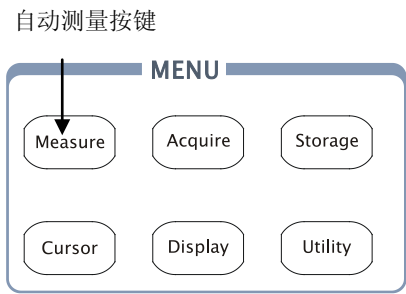 自动测量按键
MENU
Measure Acquire Storage
Cursor Display Utility